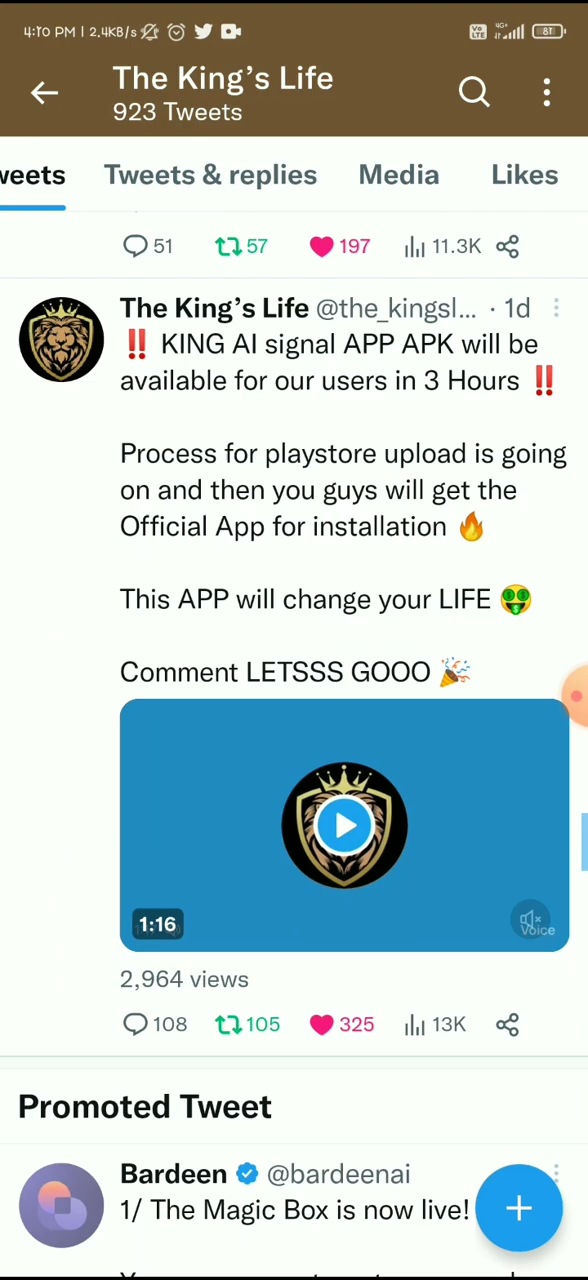 4:10 PM | 2.4KB/s
Vo LTE 4G+ 81
The King's Life
923 Tweets
weets Tweets & replies Media Likes
51 57 197 11.3K
The King's Life @the_kingsl... · 1d
‼️ KING AI signal APP APK will be
available for our users in 3 Hours ‼️
Process for playstore upload is going
on and then you guys will get the
Official App for installation 🔥
This APP will change your LIFE 🤑
Comment LETSSS GOOO 🎉
1:16
Voice
2,964 views
108 105 325 13K
Promoted Tweet
Bardeen @bardeenai
1/ The Magic Box is now live!